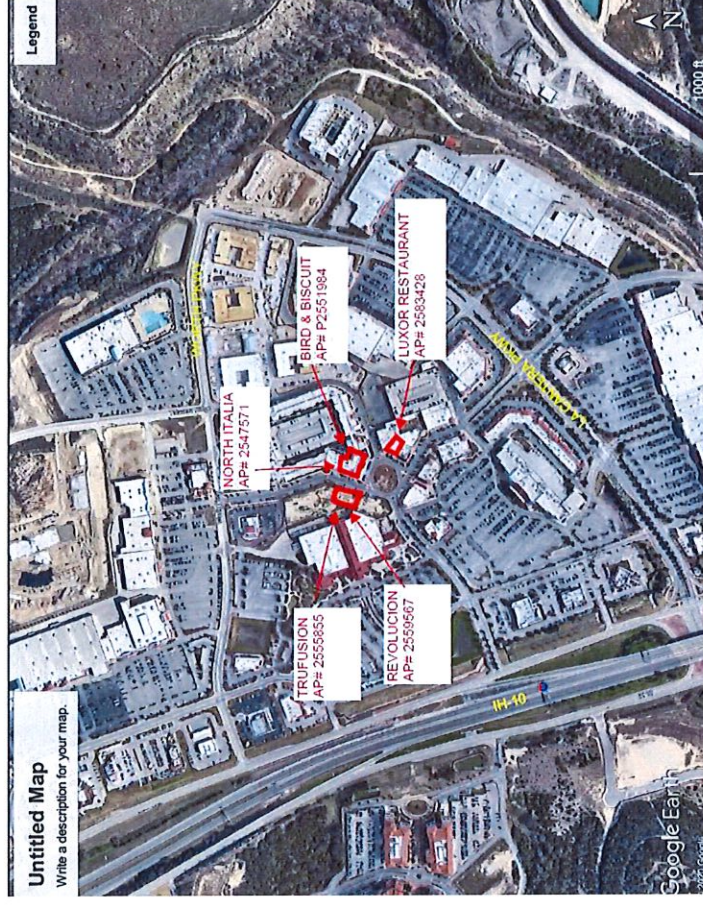 Untitled Map
Write a description for your map.
Legend
N
1000 ft
NORTH ITALIA
AP# 2547571
BIRD & BISCUIT
AP# P2551984
LUXOR RESTAURANT
AP# 2583428
TRUFUSION
AP# 2555855
REVOLUCION
AP# 2559567
LA CANTERA PKWY
IH-10
Google Earth